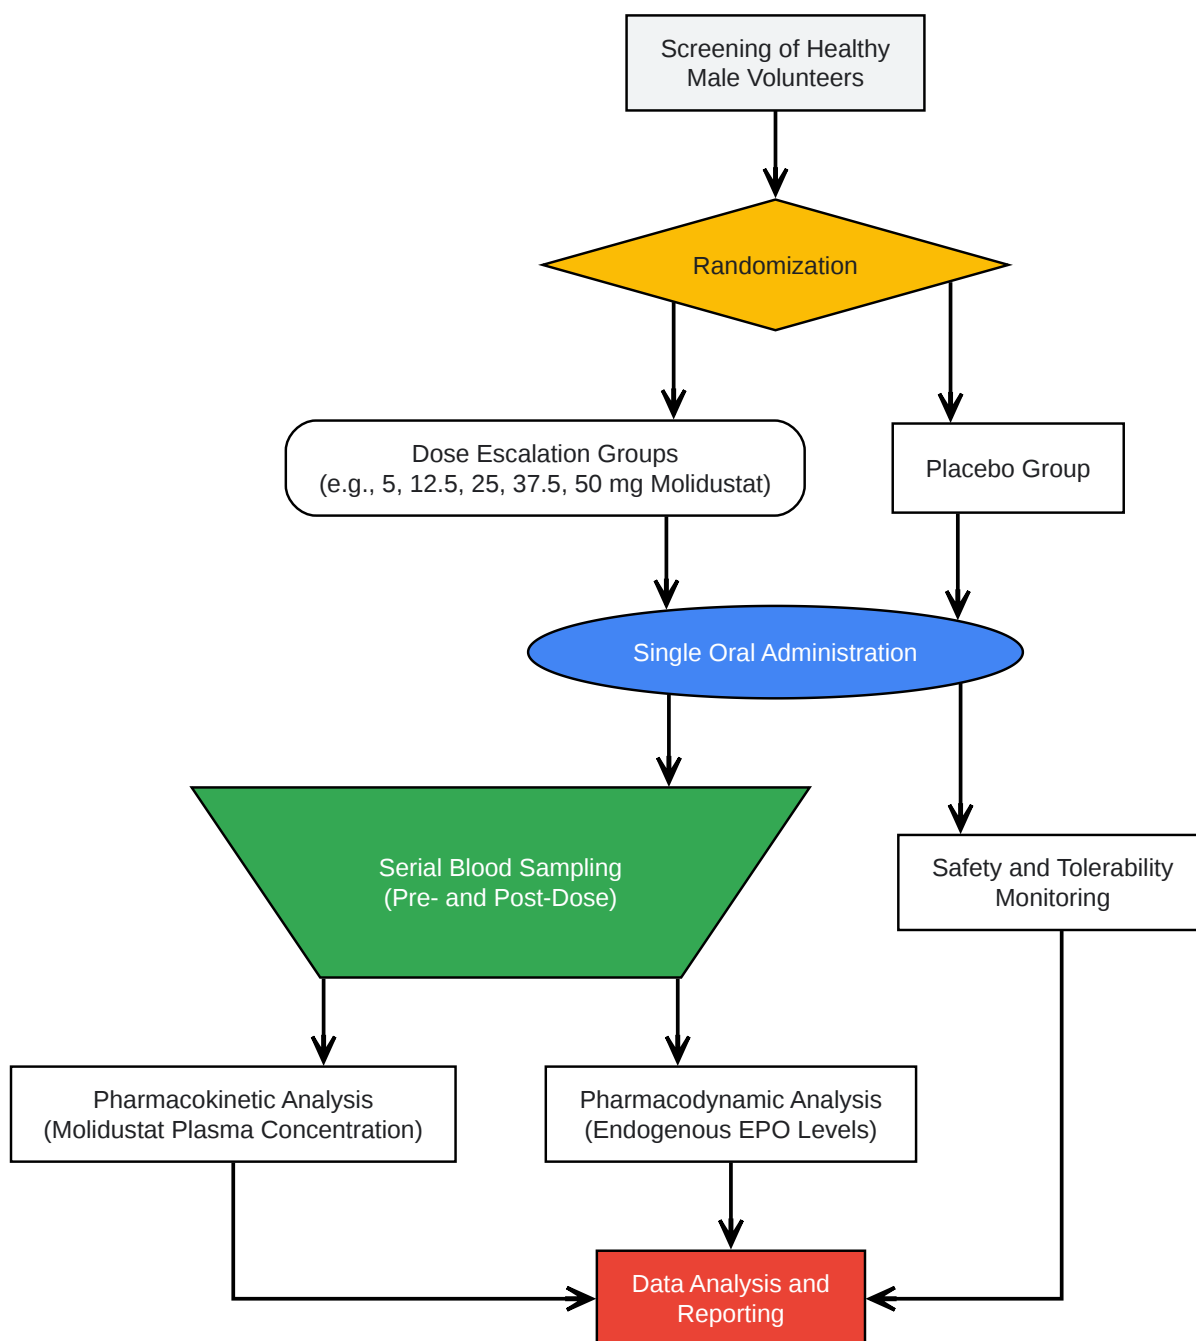 Screening of Healthy
Male Volunteers
Randomization
Dose Escalation Groups
(e.g., 5, 12.5, 25, 37.5, 50 mg Molidustat)
Placebo Group
Single Oral Administration
Serial Blood Sampling
(Pre- and Post-Dose)
Safety and Tolerability
Monitoring
Pharmacokinetic Analysis
(Molidustat Plasma Concentration)
Pharmacodynamic Analysis
(Endogenous EPO Levels)
Data Analysis and
Reporting